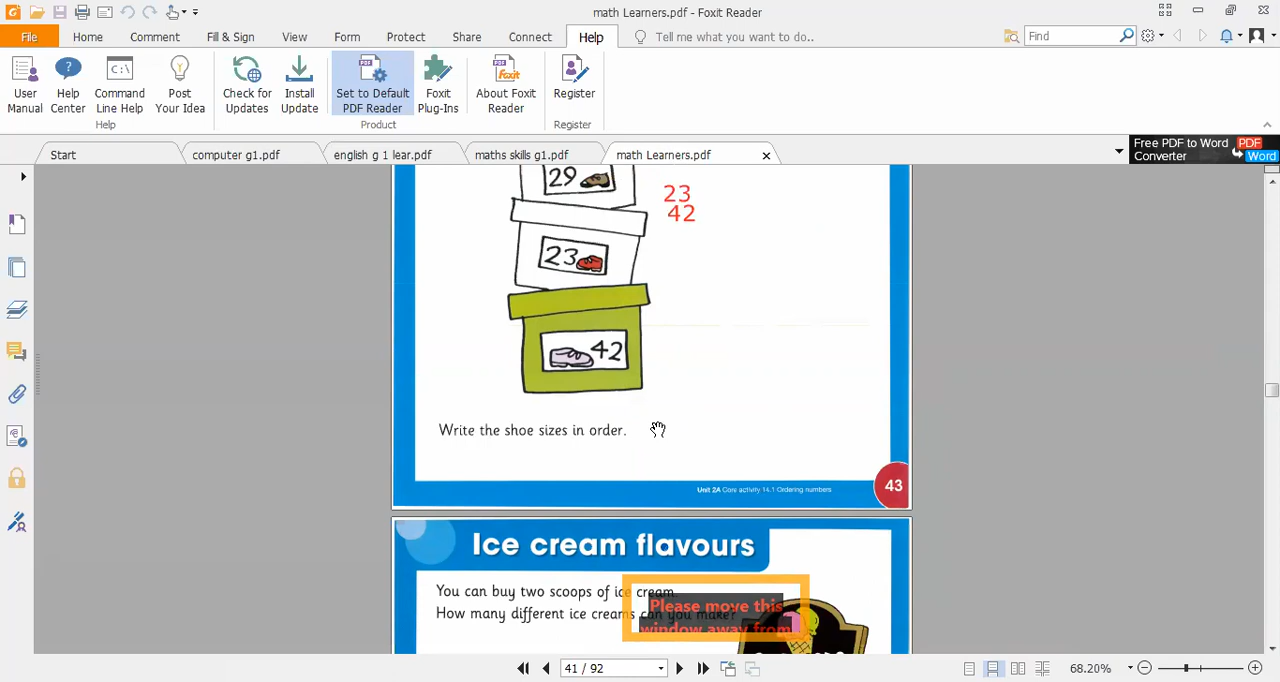 math Learners.pdf - Foxit Reader
File Home Comment Fill & Sign View Form Protect Share Connect Help Tell me what you want to do.. Find
User Manual
Help Center
Command Line Help
Post Your Idea
Check for Updates
Install Update
Set to Default PDF Reader
Foxit Plug-Ins
About Foxit Reader
Register
Help Product Register
Start computer g1.pdf english g 1 lear.pdf maths skills g1.pdf math Learners.pdf
Free PDF to Word Converter PDF Word
29
23
42
23
42
Write the shoe sizes in order.
Unit 2A Core activity 14.1 Ordering numbers
43
Ice cream flavours
You can buy two scoops of ice cream.
How many different ice creams can you make?
Please move this
window away from
41 / 92 68.20%